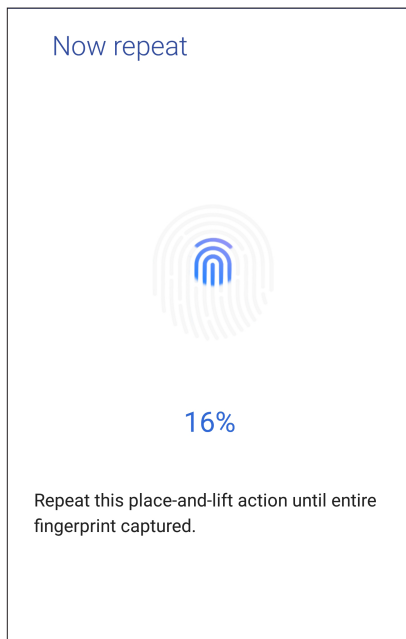 Now repeat
16%
Repeat this place-and-lift action until entire
fingerprint captured.